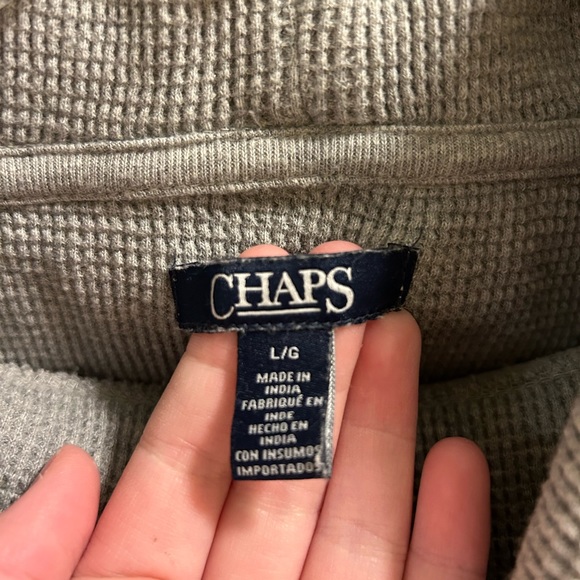 CHAPS
L/G
MADE IN
INDIA
FABRIQUÉ EN
INDE
HECHO EN
INDIA
CON INSUMOS
IMPORTADOS